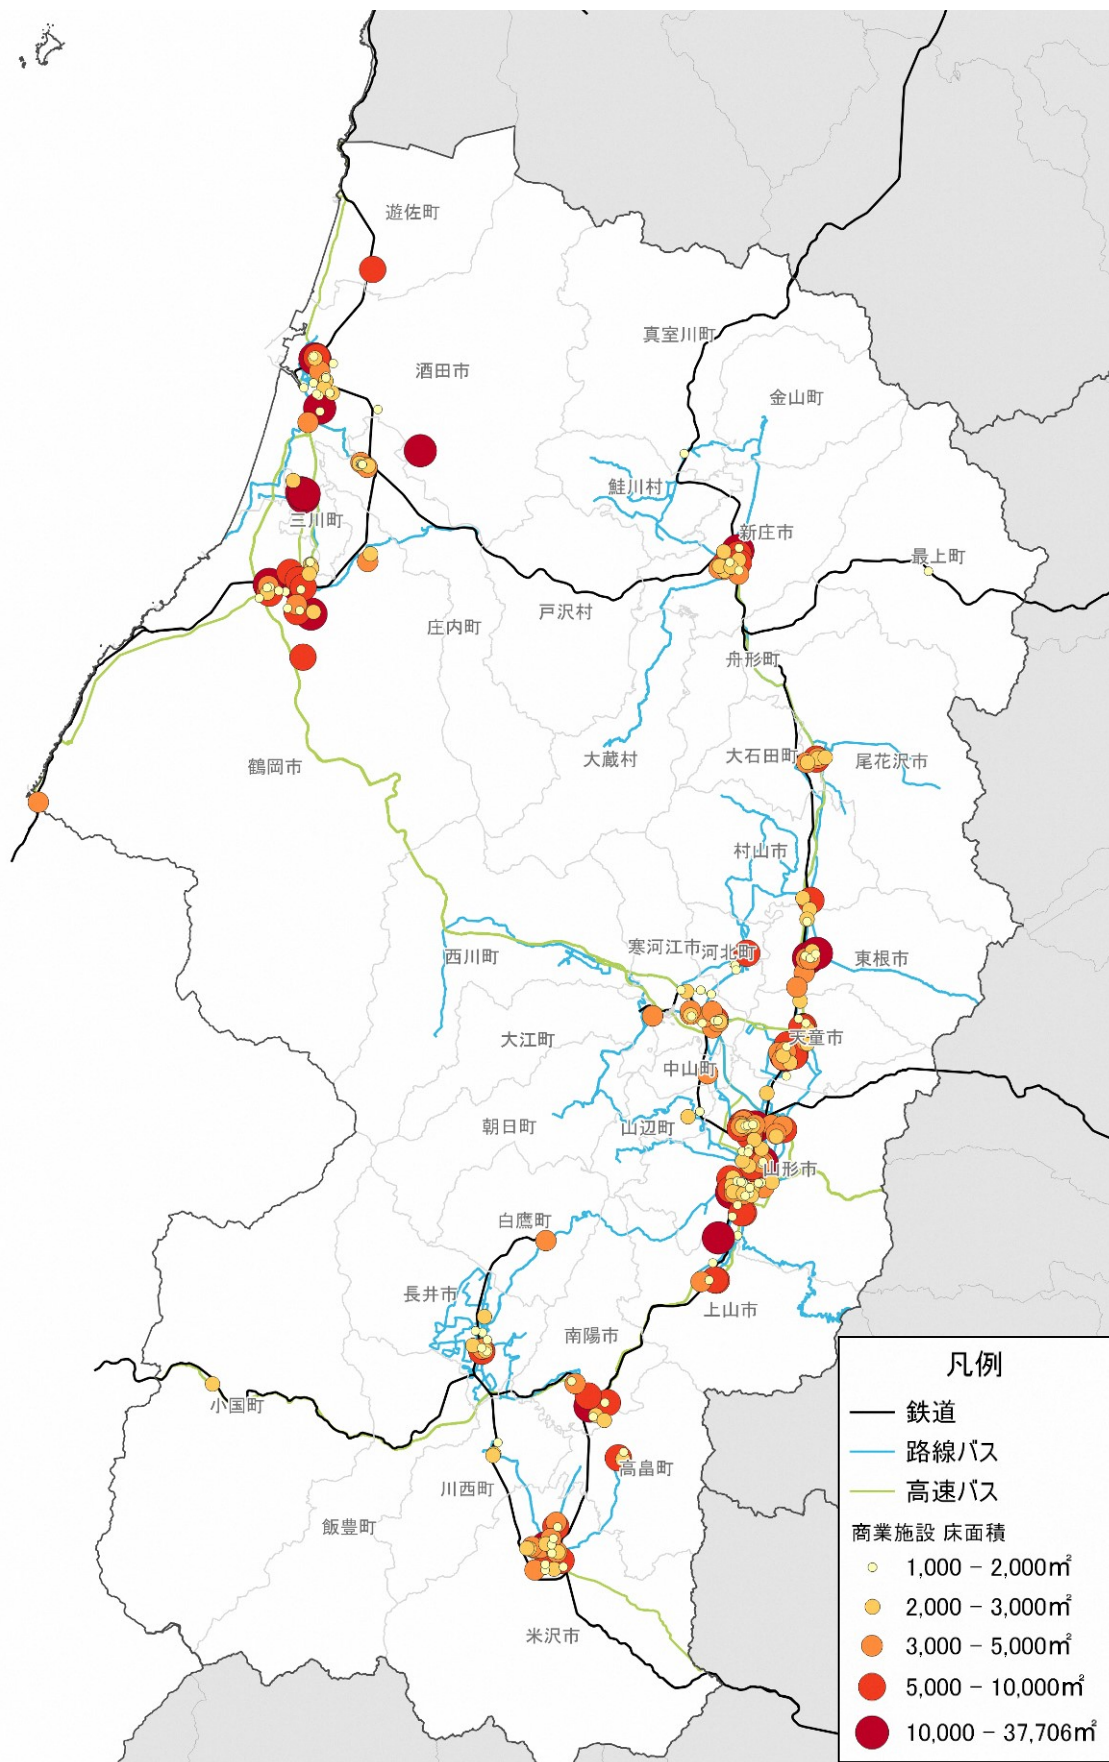 遊佐町
真室川町
酒田市
金山町
鮭川村
三川町
新庄市
最上町
戸沢村
庄内町
舟形町
大石田町
尾花沢市
大蔵村
鶴岡市
村山市
寒河江市
河北町
西川町
東根市
大江町
天童市
中山町
朝日町
山辺町
山形市
白鷹町
長井市
上山市
南陽市
小国町
高畠町
川西町
飯豊町
米沢市
凡例
鉄道
路線バス
高速バス
商業施設 床面積
1,000 - 2,000㎡
2,000 - 3,000㎡
3,000 - 5,000㎡
5,000 - 10,000㎡
10,000 - 37,706㎡